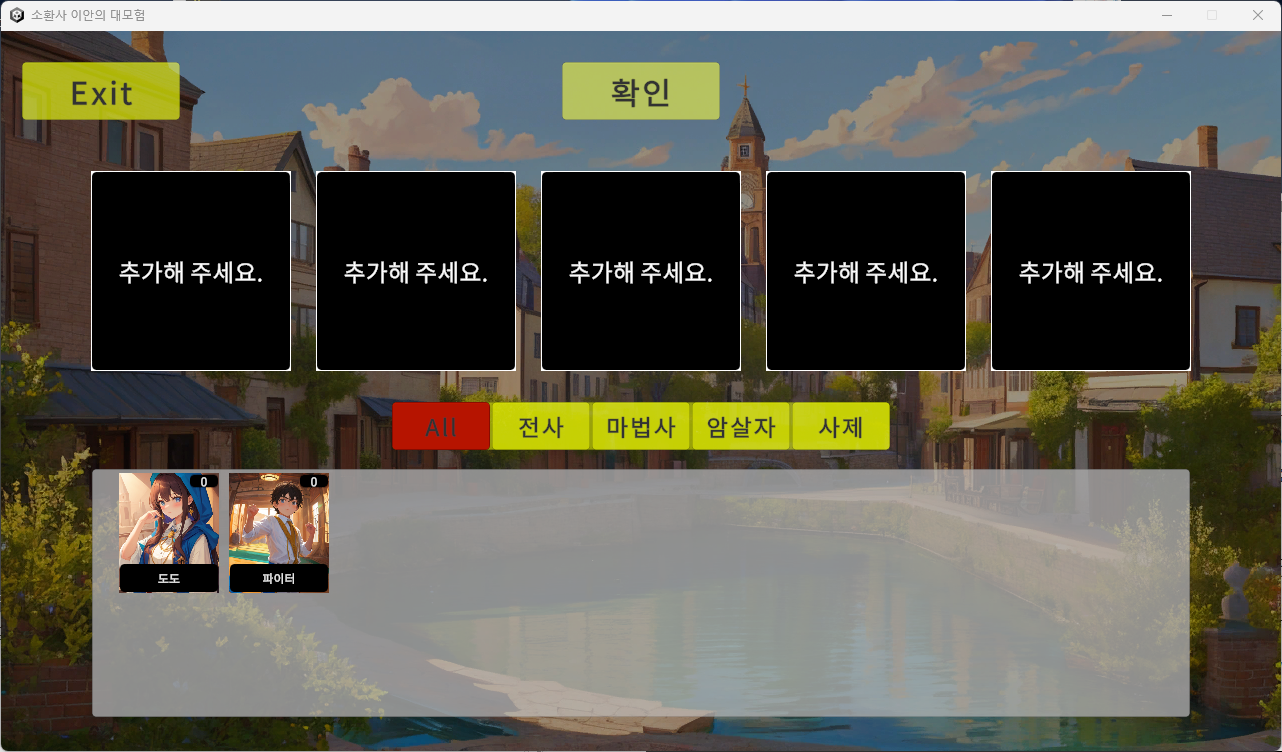 소환사 이안의 대모험
Exit
확인
추가해 주세요.
추가해 주세요.
추가해 주세요.
추가해 주세요.
추가해 주세요.
All
전사
마법사
암살자
사제
0
0
도도
파이터